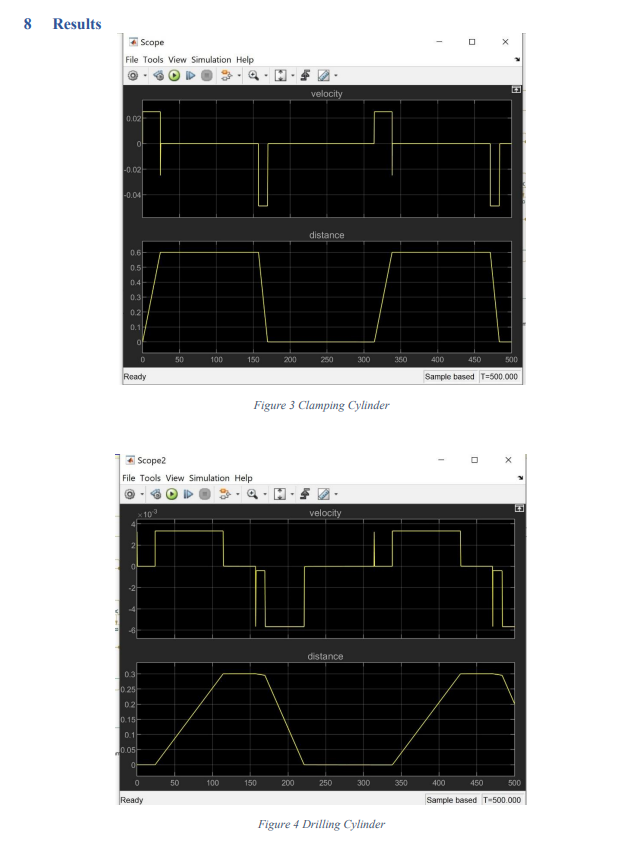 8 Results
Scope
File Tools View Simulation Help
velocity
0.02
0
-0.02
-0.04
distance
0.6
0.5
0.4
0.3
0.2
0.1
0
0 50 100 150 200 250 300 350 400 450 500
Ready Sample based T=500.000
Figure 3 Clamping Cylinder
Scope2
File Tools View Simulation Help
×10⁻³ velocity
4
2
0
-2
-4
-6
distance
0.3
0.25
0.2
0.15
0.1
0.05
0
0 50 100 150 200 250 300 350 400 450 500
Ready Sample based T=500.000
Figure 4 Drilling Cylinder